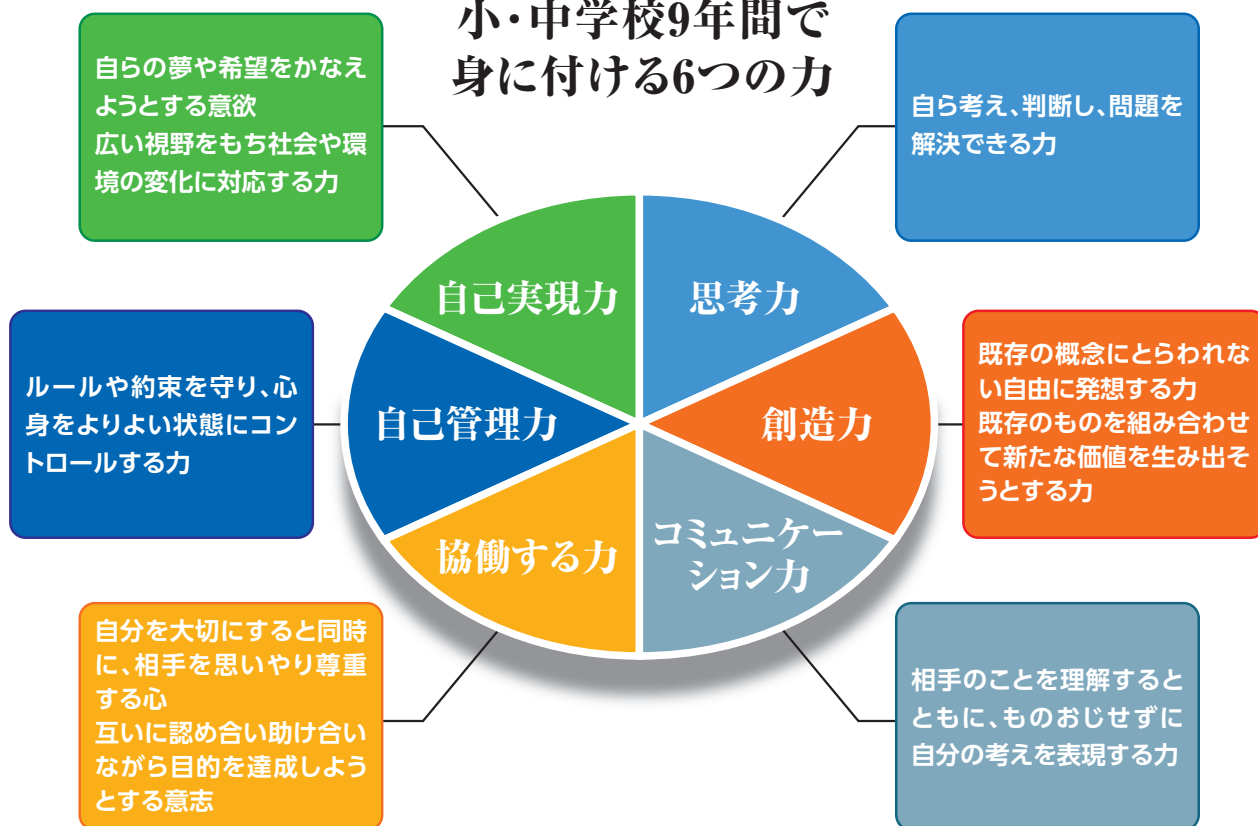 小・中学校9年間で
身に付ける6つの力
自らの夢や希望をかなえ
ようとする意欲
広い視野をもち社会や環
境の変化に対応する力
自ら考え、判断し、問題を
解決できる力
自己実現力
思考力
ルールや約束を守り、心
身をよりよい状態にコン
トロールする力
自己管理力
創造力
既存の概念にとらわれな
い自由に発想する力
既存のものを組み合わせ
て新たな価値を生み出そ
うとする力
協働する力
コミュニケー
ション力
自分を大切にすると同時
に、相手を思いやり尊重
する心
互いに認め合い助け合い
ながら目的を達成しよう
とする意志
相手のことを理解すると
ともに、ものおじせずに
自分の考えを表現する力